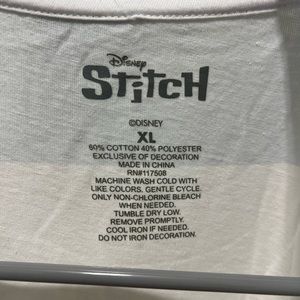 Disney
Stitch
©DISNEY
XL
60% COTTON 40% POLYESTER
EXCLUSIVE OF DECORATION
MADE IN CHINA
RN#117508
MACHINE WASH COLD WITH
LIKE COLORS. GENTLE CYCLE.
ONLY NON-CHLORINE BLEACH
WHEN NEEDED.
TUMBLE DRY LOW.
REMOVE PROMPTLY.
COOL IRON IF NEEDED.
DO NOT IRON DECORATION.